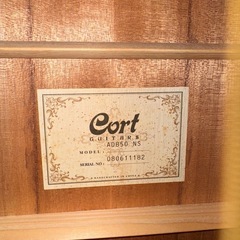 Cort
GUITARS
MODEL: AD850 NS
SERIAL NO: 080611182